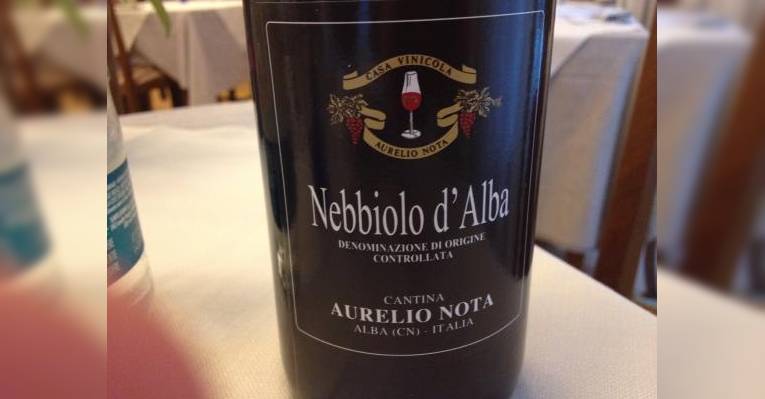 CASA VINICOLA
AURELIO NOTA
Nebbiolo d'Alba
DENOMINAZIONE DI ORIGINE
CONTROLLATA
CANTINA
AURELIO NOTA
ALBA (CN) - ITALIA